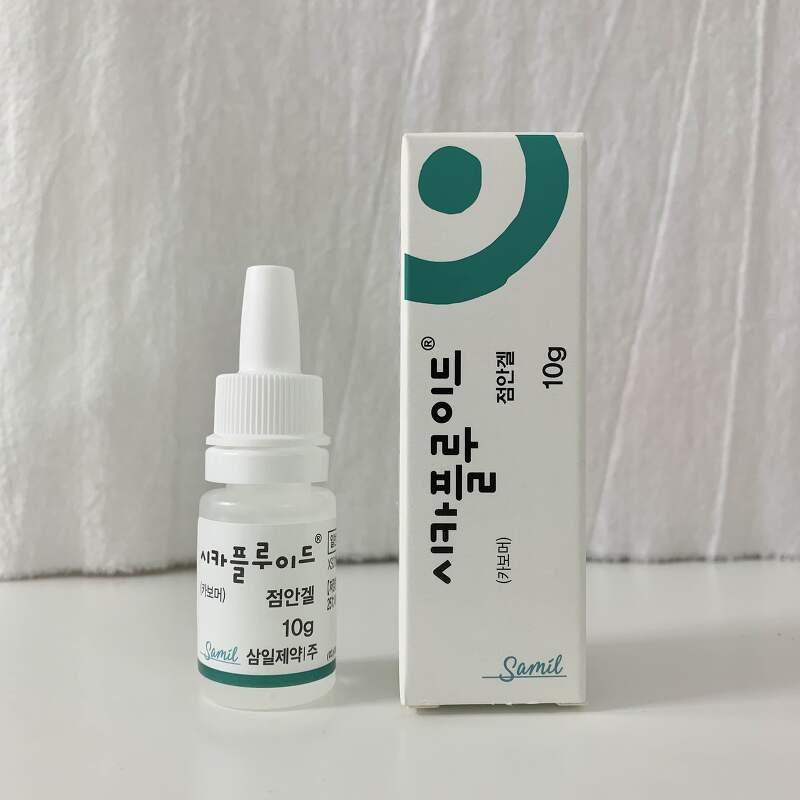 시카플루이드®
(카보머) 점안겔
10g
Samil 삼일제약|주
시카플루이드®
점안겔
10g
(카보머)
Samil